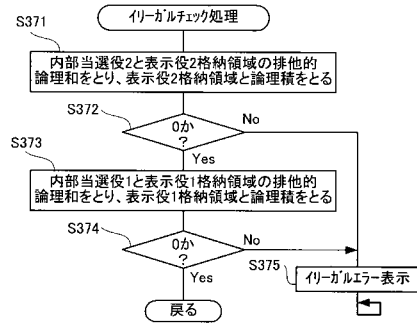 イリーガルチェック処理
S371
内部当選役2と表示役2格納領域の排他的
論理和をとり、表示役2格納領域と論理積をとる
S372
0か
?
No
Yes
S373
内部当選役1と表示役1格納領域の排他的
論理和をとり、表示役1格納領域と論理積をとる
S374
0か
?
No
Yes
S375
イリーガルエラー表示
戻る